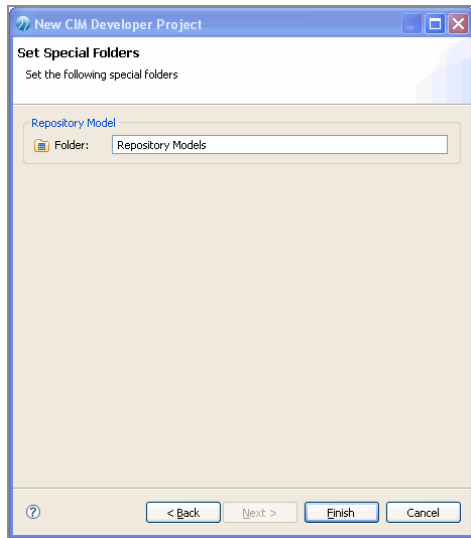 New CIM Developer Project
Set Special Folders
Set the following special folders
Repository Model
Folder: Repository Models
? < Back Next > Finish Cancel